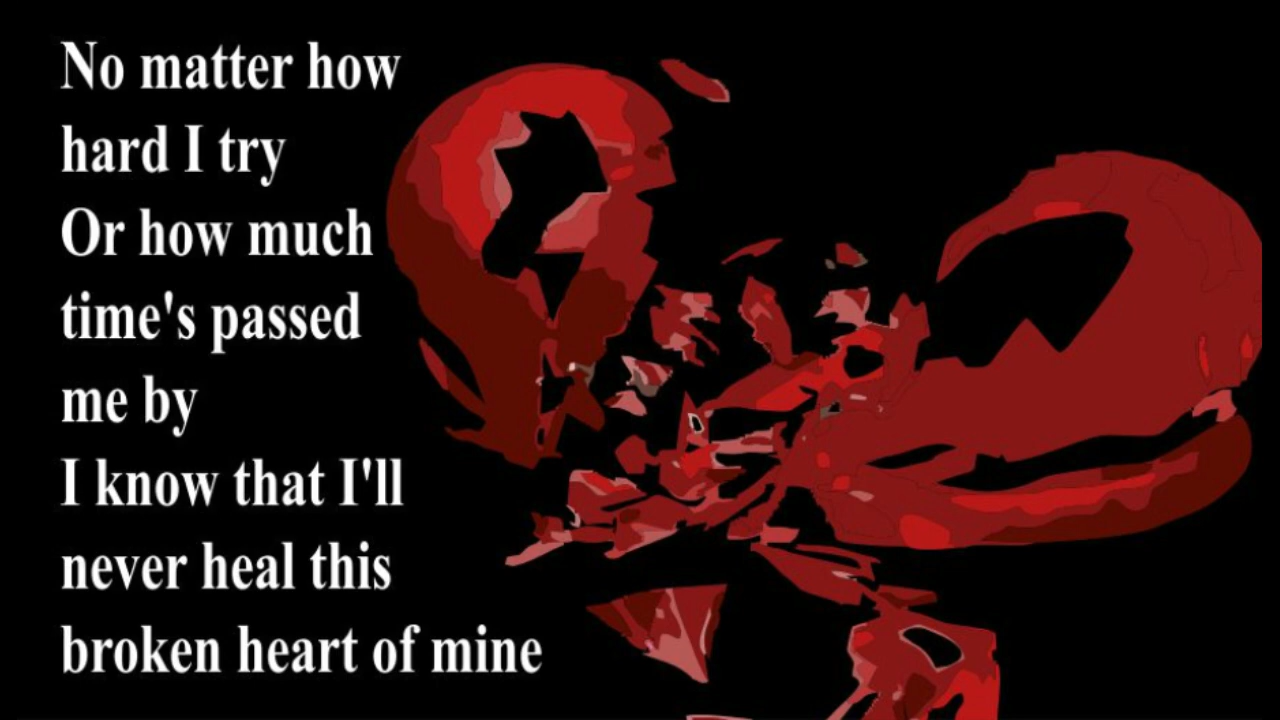 No matter how
hard I try
Or how much
time's passed
me by
I know that I'll
never heal this
broken heart of mine